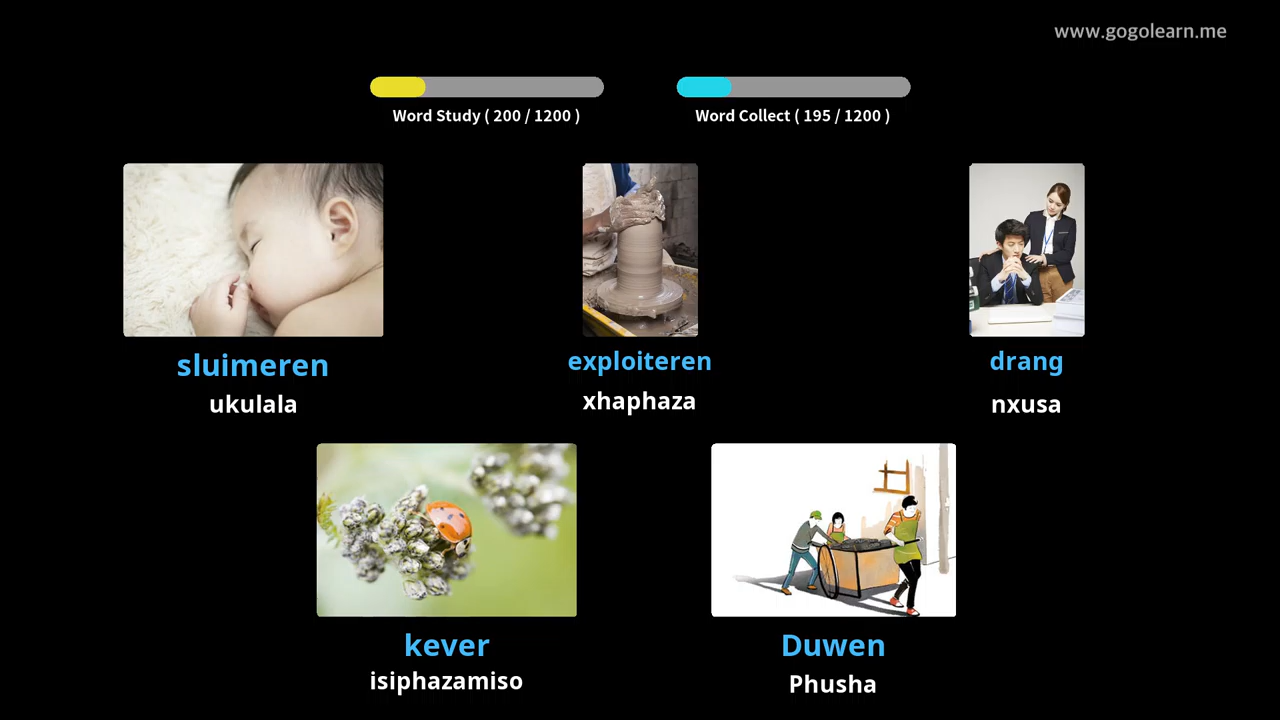 www.gogolearn.me
Word Study ( 200 / 1200 )
Word Collect ( 195 / 1200 )
sluimeren
ukulala
exploiteren
xhaphaza
drang
nxusa
kever
isiphazamiso
Duwen
Phusha